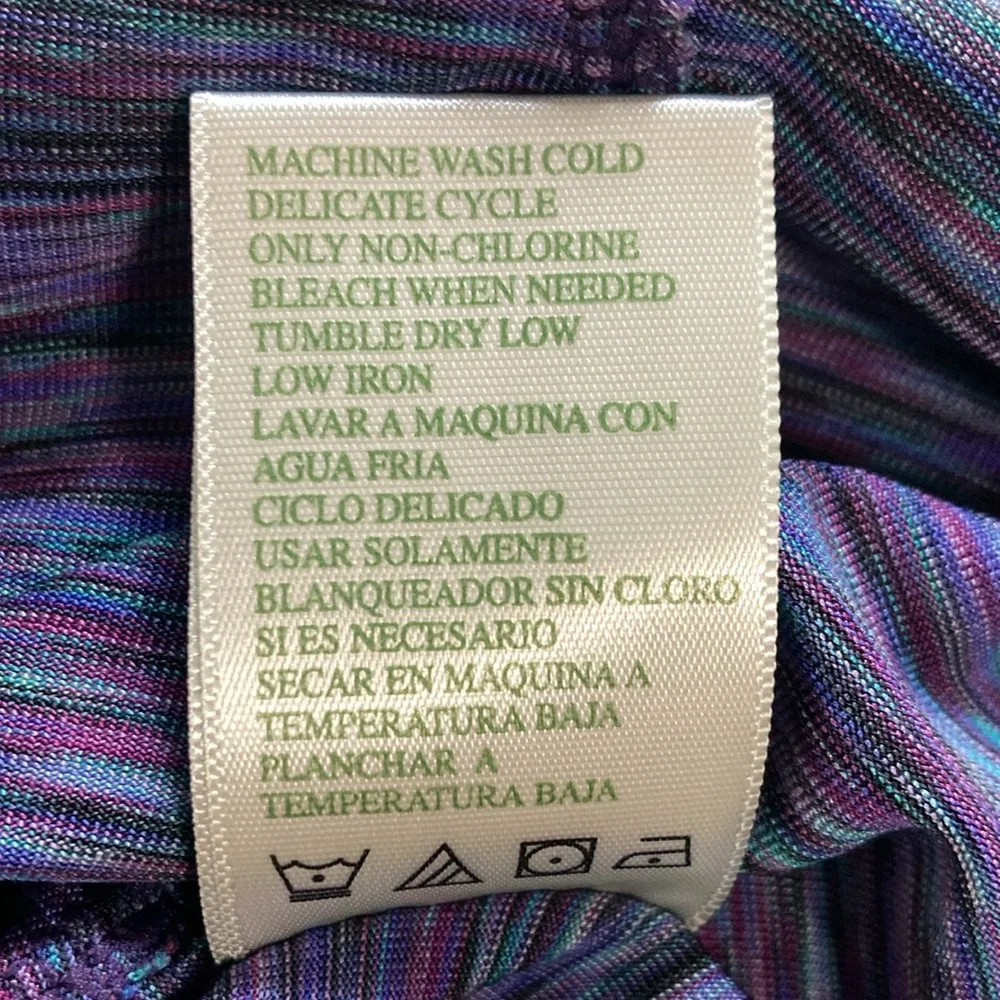 MACHINE WASH COLD
DELICATE CYCLE
ONLY NON-CHLORINE
BLEACH WHEN NEEDED
TUMBLE DRY LOW
LOW IRON
LAVAR A MAQUINA CON
AGUA FRIA
CICLO DELICADO
USAR SOLAMENTE
BLANQUEADOR SIN CLORO
SI ES NECESARIO
SECAR EN MAQUINA A
TEMPERATURA BAJA
PLANCHAR A
TEMPERATURA BAJA